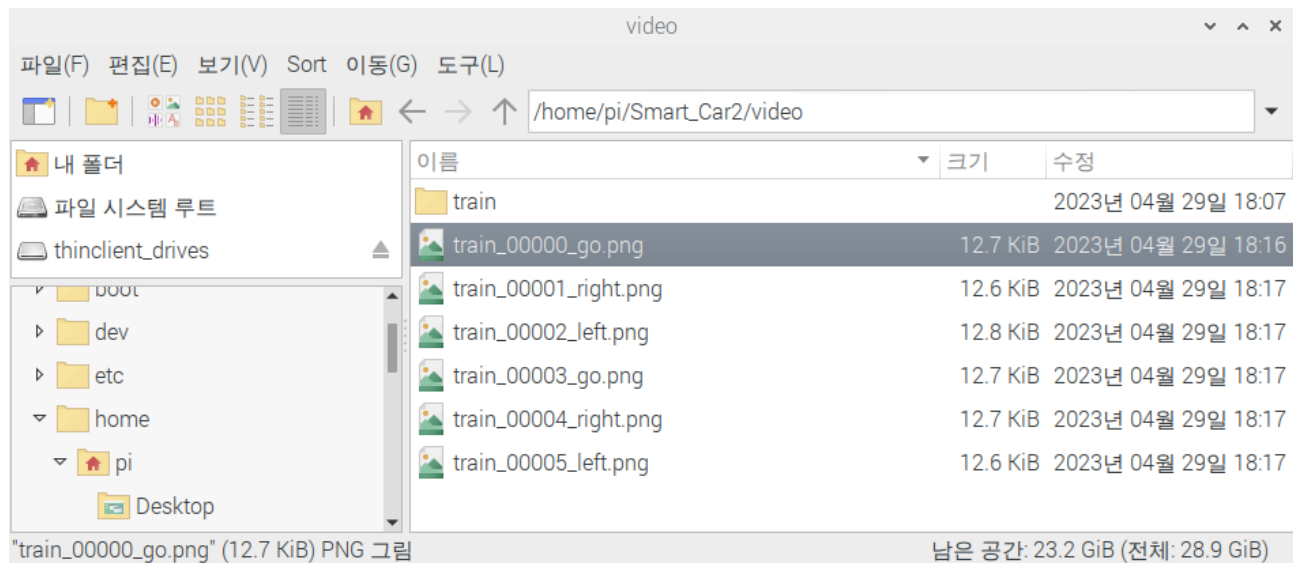 video
파일(F) 편집(E) 보기(V) Sort 이동(G) 도구(L)
/home/pi/Smart_Car2/video
내 폴더
파일 시스템 루트
thinclient_drives
boot
dev
etc
home
pi
Desktop
이름 크기 수정
train 2023년 04월 29일 18:07
train_00000_go.png 12.7 KiB 2023년 04월 29일 18:16
train_00001_right.png 12.6 KiB 2023년 04월 29일 18:17
train_00002_left.png 12.8 KiB 2023년 04월 29일 18:17
train_00003_go.png 12.7 KiB 2023년 04월 29일 18:17
train_00004_right.png 12.7 KiB 2023년 04월 29일 18:17
train_00005_left.png 12.6 KiB 2023년 04월 29일 18:17
"train_00000_go.png" (12.7 KiB) PNG 그림 남은 공간: 23.2 GiB (전체: 28.9 GiB)